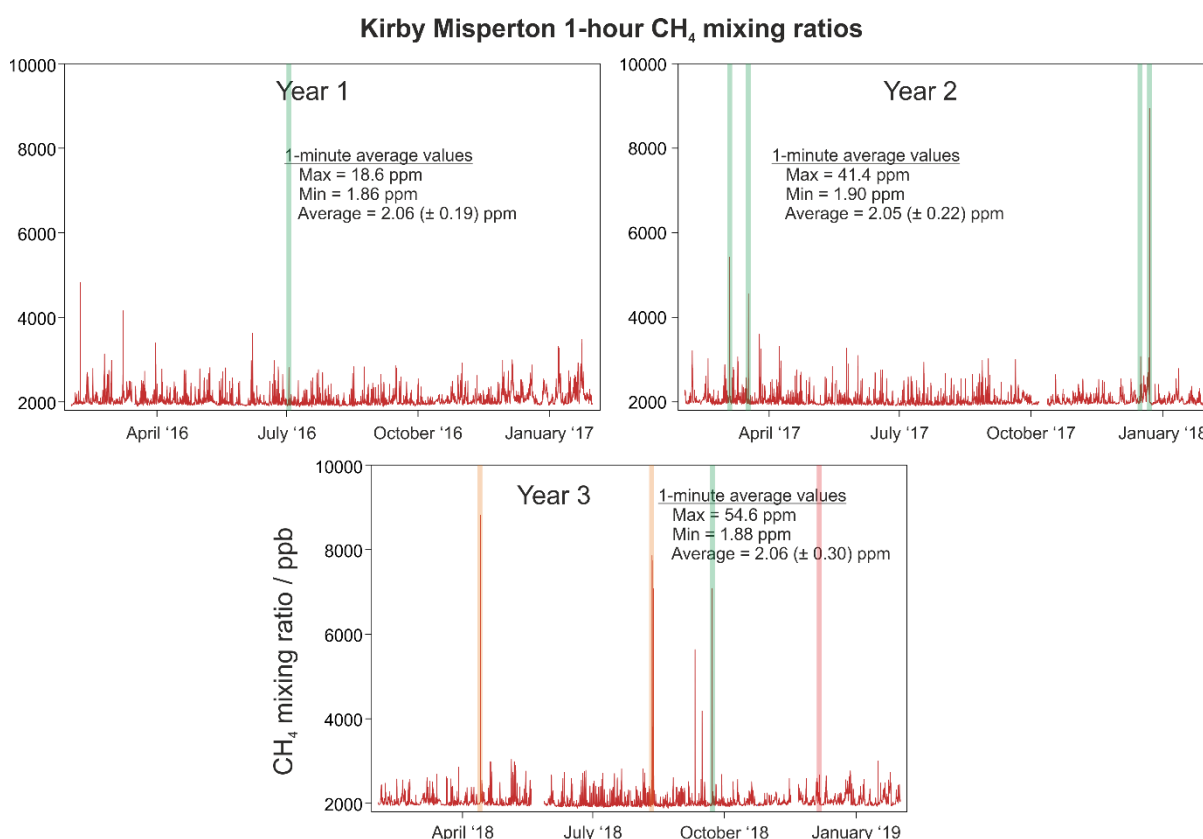 Kirby Misperton 1-hour CH₄ mixing ratios
10000
8000
6000
4000
2000
Year 1
1-minute average values
Max = 18.6 ppm
Min = 1.86 ppm
Average = 2.06 (± 0.19) ppm
April '16
July '16
October '16
January '17
10000
8000
6000
4000
2000
Year 2
1-minute average values
Max = 41.4 ppm
Min = 1.90 ppm
Average = 2.05 (± 0.22) ppm
April '17
July '17
October '17
January '18
CH₄ mixing ratio / ppb
10000
8000
6000
4000
2000
Year 3
1-minute average values
Max = 54.6 ppm
Min = 1.88 ppm
Average = 2.06 (± 0.30) ppm
April '18
July '18
October '18
January '19